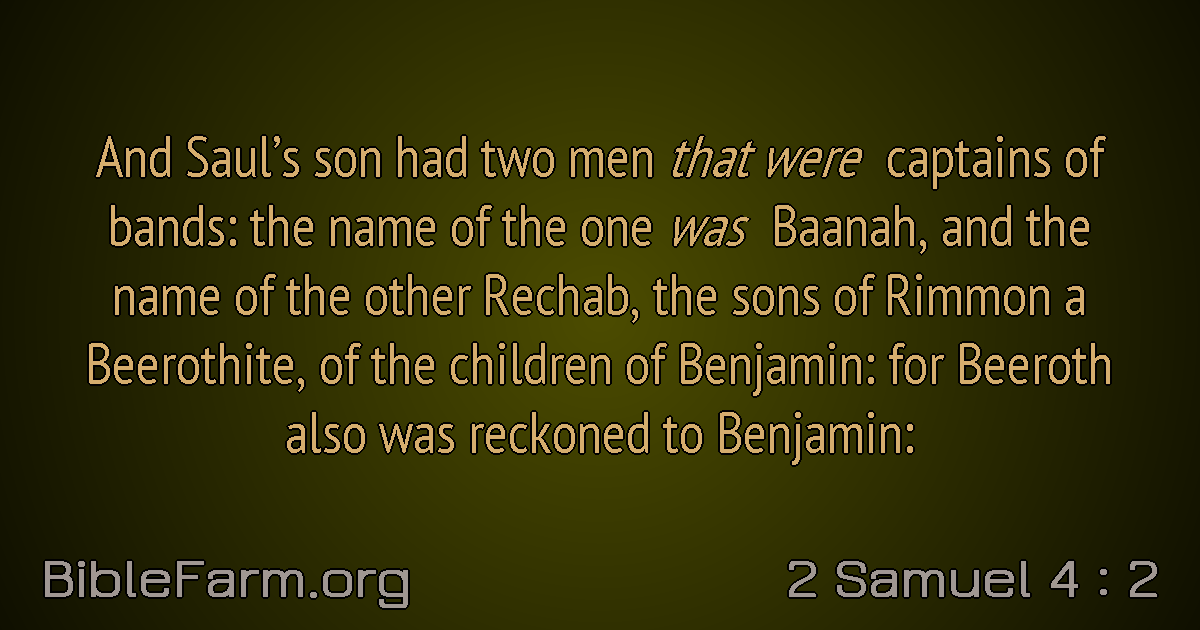 And Saul’s son had two men that were captains of
bands: the name of the one was Baanah, and the
name of the other Rechab, the sons of Rimmon a
Beerothite, of the children of Benjamin: for Beeroth
also was reckoned to Benjamin:
BibleFarm.org
2 Samuel 4 : 2